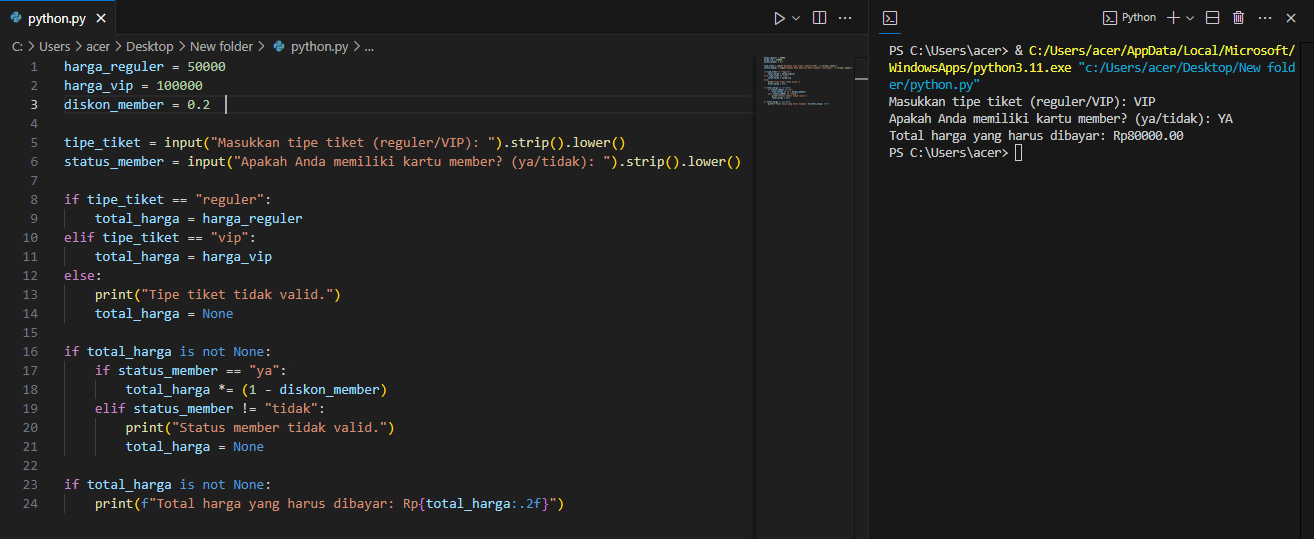 python.py
C: > Users > acer > Desktop > New folder > python.py > ...
1 harga_reguler = 50000
2 harga_vip = 100000
3 diskon_member = 0.2
4
5 tipe_tiket = input("Masukkan tipe tiket (reguler/VIP): ").strip().lower()
6 status_member = input("Apakah Anda memiliki kartu member? (ya/tidak): ").strip().lower()
7
8 if tipe_tiket == "reguler":
9     total_harga = harga_reguler
10 elif tipe_tiket == "vip":
11     total_harga = harga_vip
12 else:
13     print("Tipe tiket tidak valid.")
14     total_harga = None
15
16 if total_harga is not None:
17     if status_member == "ya":
18         total_harga *= (1 - diskon_member)
19     elif status_member != "tidak":
20         print("Status member tidak valid.")
21         total_harga = None
22
23 if total_harga is not None:
24     print(f"Total harga yang harus dibayar: Rp{total_harga:.2f}")
Python
PS C:\Users\acer> & C:/Users/acer/AppData/Local/Microsoft/
WindowsApps/python3.11.exe "c:/Users/acer/Desktop/New fold
er/python.py"
Masukkan tipe tiket (reguler/VIP): VIP
Apakah Anda memiliki kartu member? (ya/tidak): YA
Total harga yang harus dibayar: Rp80000.00
PS C:\Users\acer>